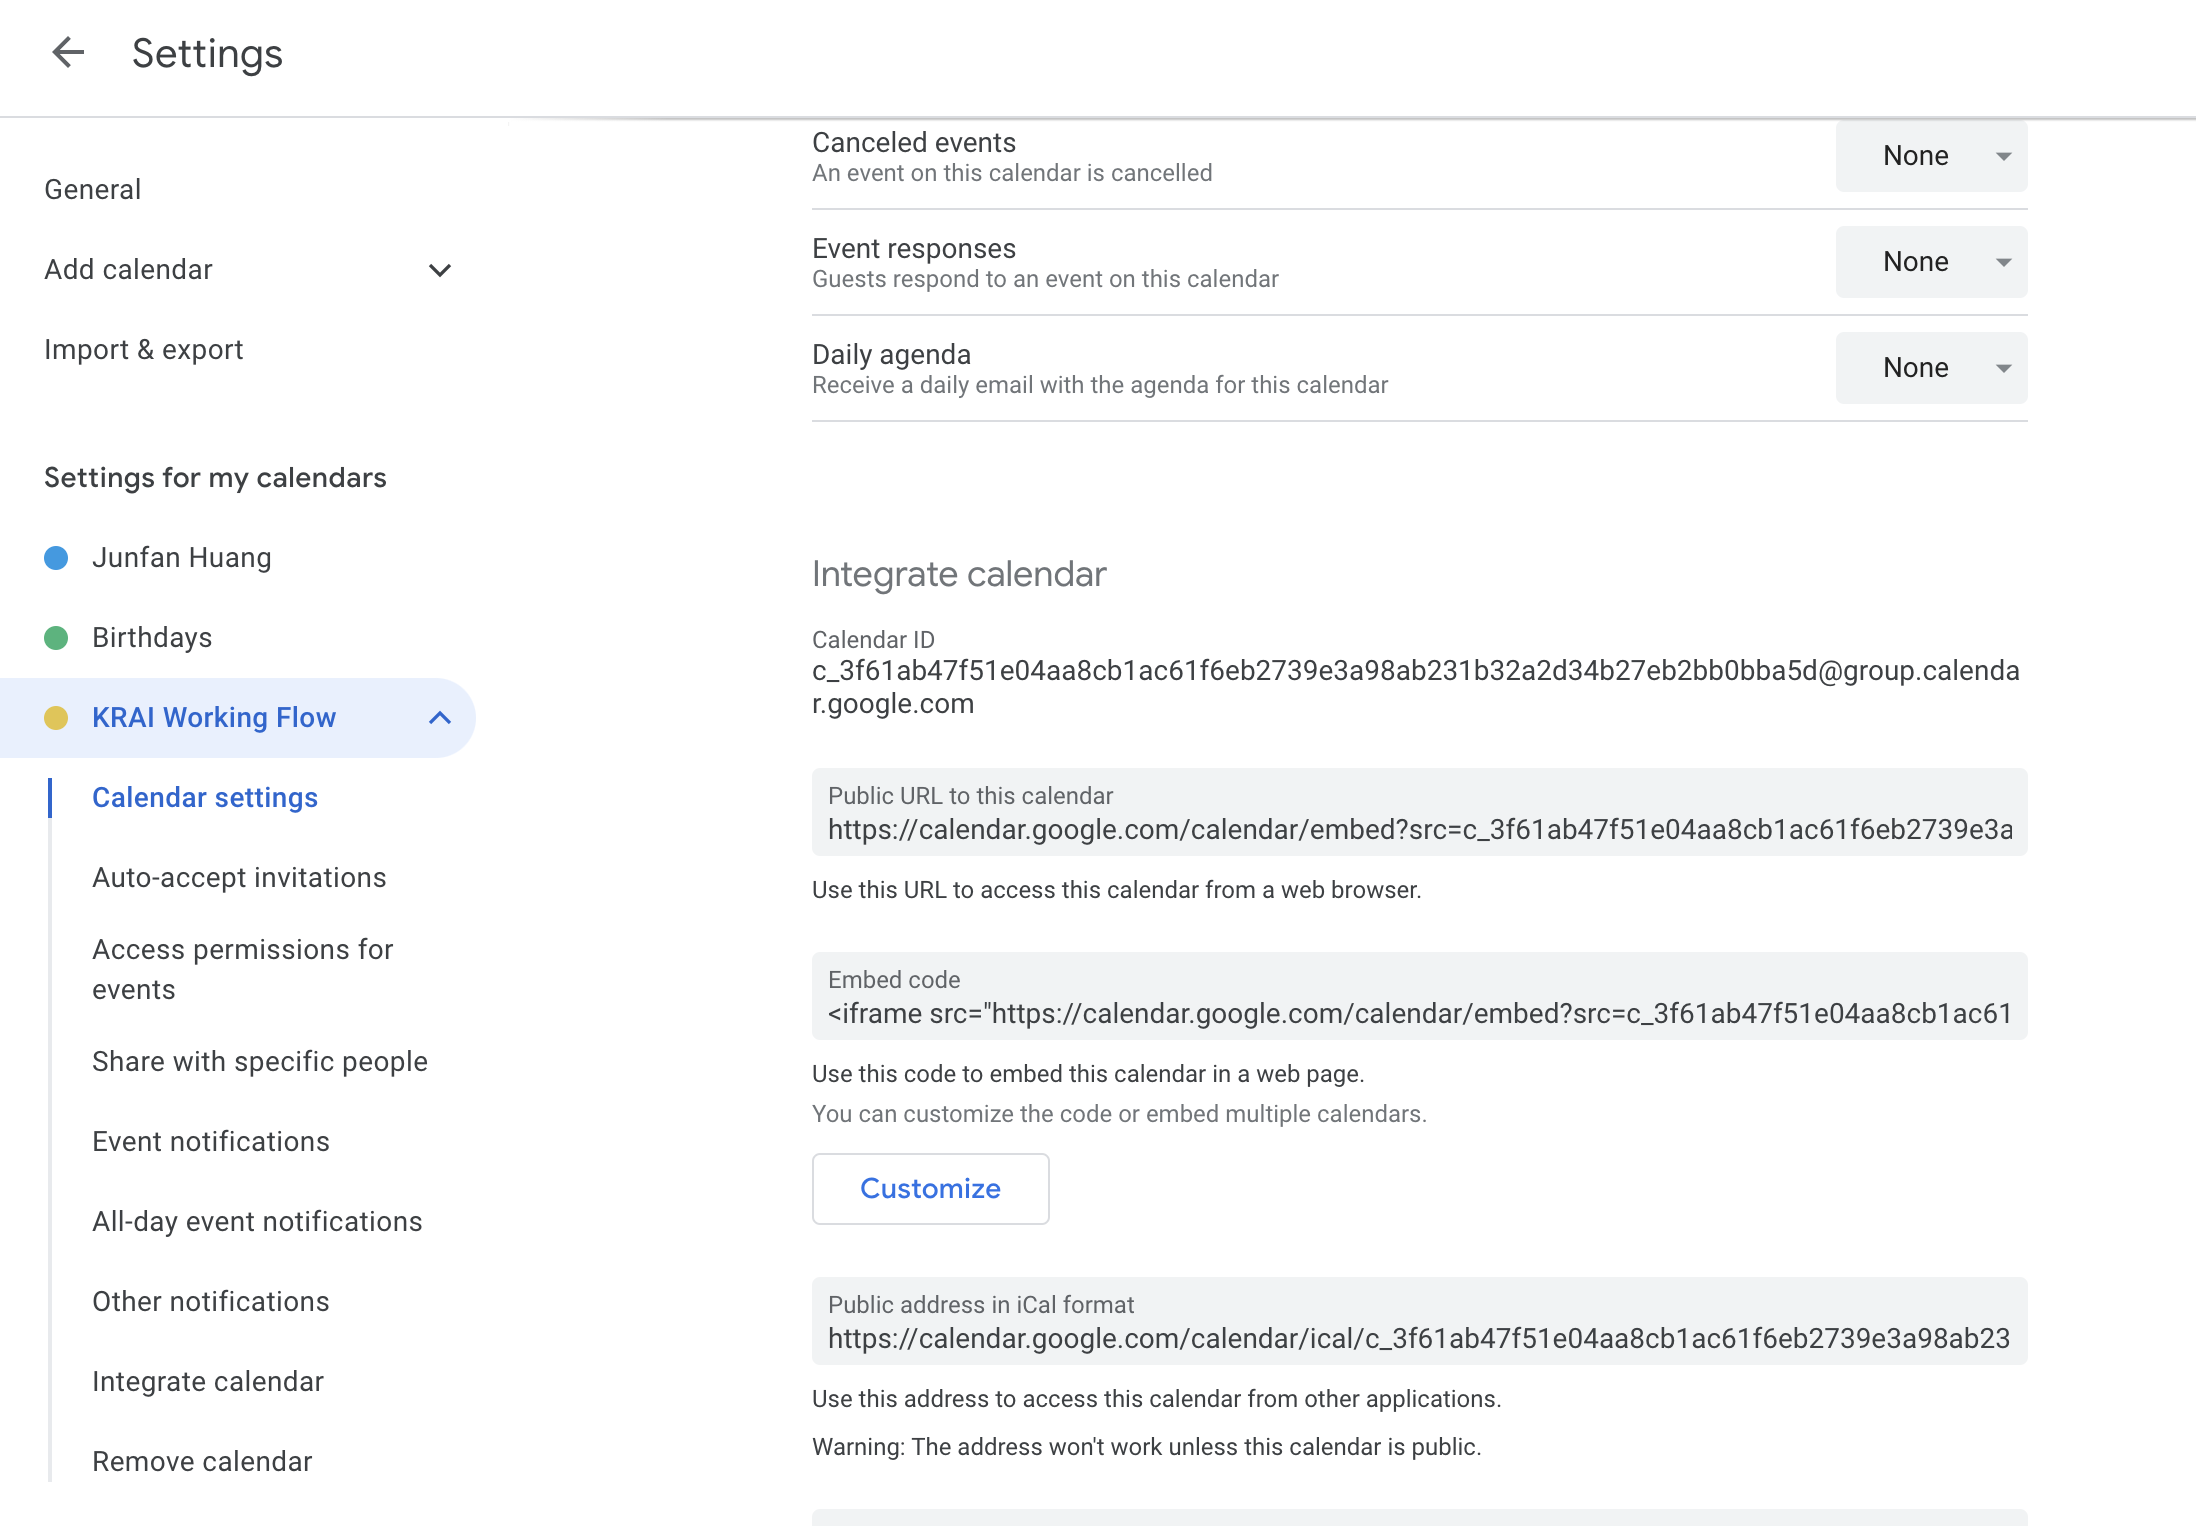 Settings
General
Add calendar
Import & export
Settings for my calendars
Junfan Huang
Birthdays
KRAI Working Flow
Calendar settings
Auto-accept invitations
Access permissions for
events
Share with specific people
Event notifications
All-day event notifications
Other notifications
Integrate calendar
Remove calendar
Canceled events
None
An event on this calendar is cancelled
Event responses
None
Guests respond to an event on this calendar
Daily agenda
None
Receive a daily email with the agenda for this calendar
Integrate calendar
Calendar ID
c_3f61ab47f51e04aa8cb1ac61f6eb2739e3a98ab231b32a2d34b27eb2bb0bba5d@group.calenda
r.google.com
Public URL to this calendar
https://calendar.google.com/calendar/embed?src=c_3f61ab47f51e04aa8cb1ac61f6eb2739e3a
Use this URL to access this calendar from a web browser.
Embed code
<iframe src="https://calendar.google.com/calendar/embed?src=c_3f61ab47f51e04aa8cb1ac61
Use this code to embed this calendar in a web page.
You can customize the code or embed multiple calendars.
Customize
Public address in iCal format
https://calendar.google.com/calendar/ical/c_3f61ab47f51e04aa8cb1ac61f6eb2739e3a98ab23
Use this address to access this calendar from other applications.
Warning: The address won't work unless this calendar is public.